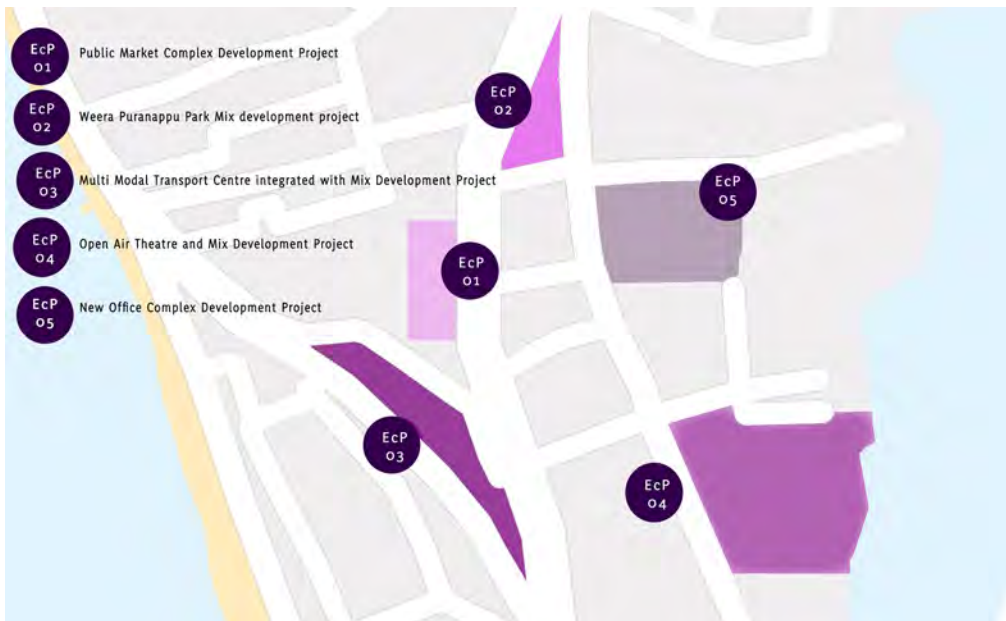 EcP
01
Public Market Complex Development Project
EcP
02
Weera Puranappu Park Mix development project
EcP
03
Multi Modal Transport Centre integrated with Mix Development Project
EcP
04
Open Air Theatre and Mix Development Project
EcP
05
New Office Complex Development Project
EcP
02
EcP
05
EcP
01
EcP
03
EcP
04